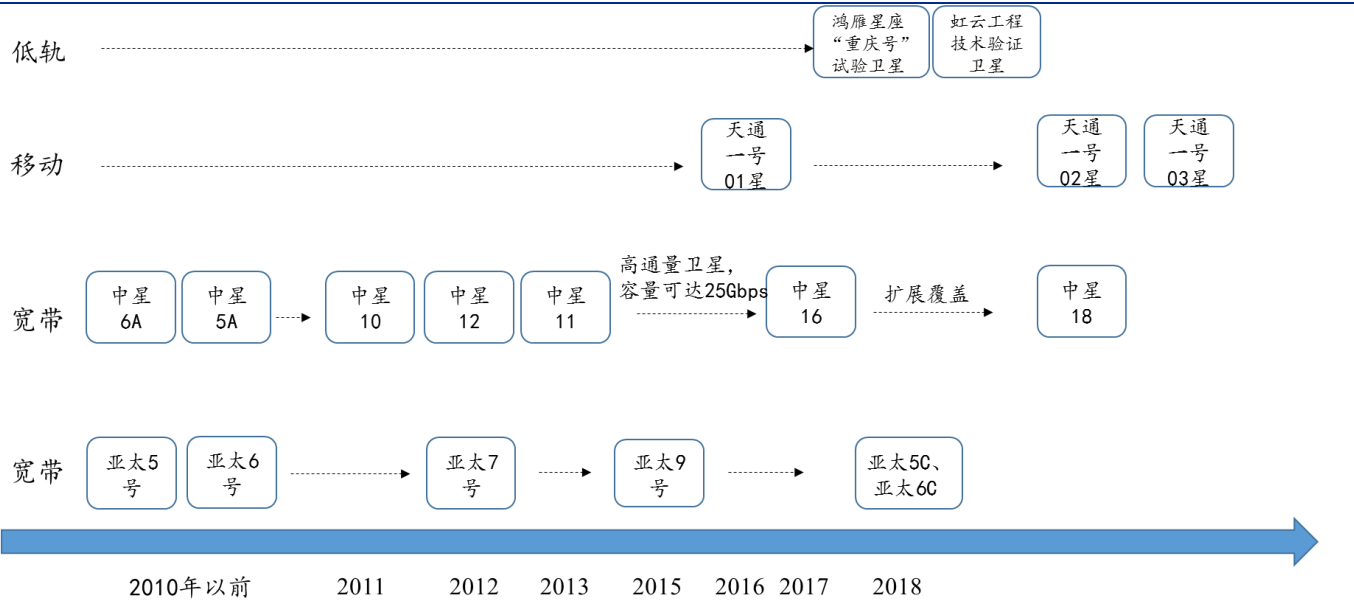 低轨
鸿雁星座
“重庆号”
试验卫星
虹云工程
技术验证
卫星
移动
天通
一号
01星
天通
一号
02星
天通
一号
03星
宽带
中星
6A
中星
5A
中星
10
中星
12
中星
11
高通量卫星，
容量可达25Gbps
中星
16
扩展覆盖
中星
18
宽带
亚太5
号
亚太6
号
亚太7
号
亚太9
号
亚太5C、
亚太6C
2010年以前
2011
2012
2013
2015
2016
2017
2018